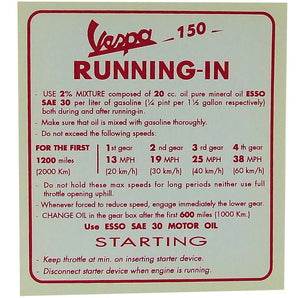 Vespa - 150 -
RUNNING-IN
- USE 2% MIXTURE composed of 20 cc. oil pure mineral oil ESSO
SAE 30 per liter of gasoline (¼ pint per 1½ gallon respectively)
both during and after running-in.
- Make sure that oil is mixed with gasoline thoroughly.
- Do not exceed the following speeds:
FOR THE FIRST 1st gear 2nd gear 3rd gear 4th gear
1200 miles 13 MPH 19 MPH 25 MPH 38 MPH
(2000 Km) (20 km/h) (30 km/h) (40 km/h) (60 km/h)
- Do not hold these max speeds for long periods neither use full
throttle opening uphill.
- Whenever forced to reduce speed, engage immediately the lower gear.
- CHANGE OIL in the gear box after the first 600 miles (1000 Km.)
Use ESSO SAE 30 MOTOR OIL
STARTING
- Keep throttle at min. on inserting starter device.
- Disconnect starter device when engine is running.